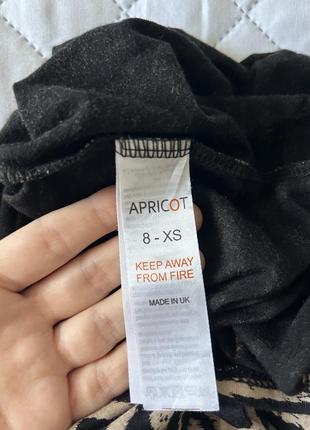 APRICOT
8 - XS
KEEP AWAY
FROM FIRE
MADE IN UK